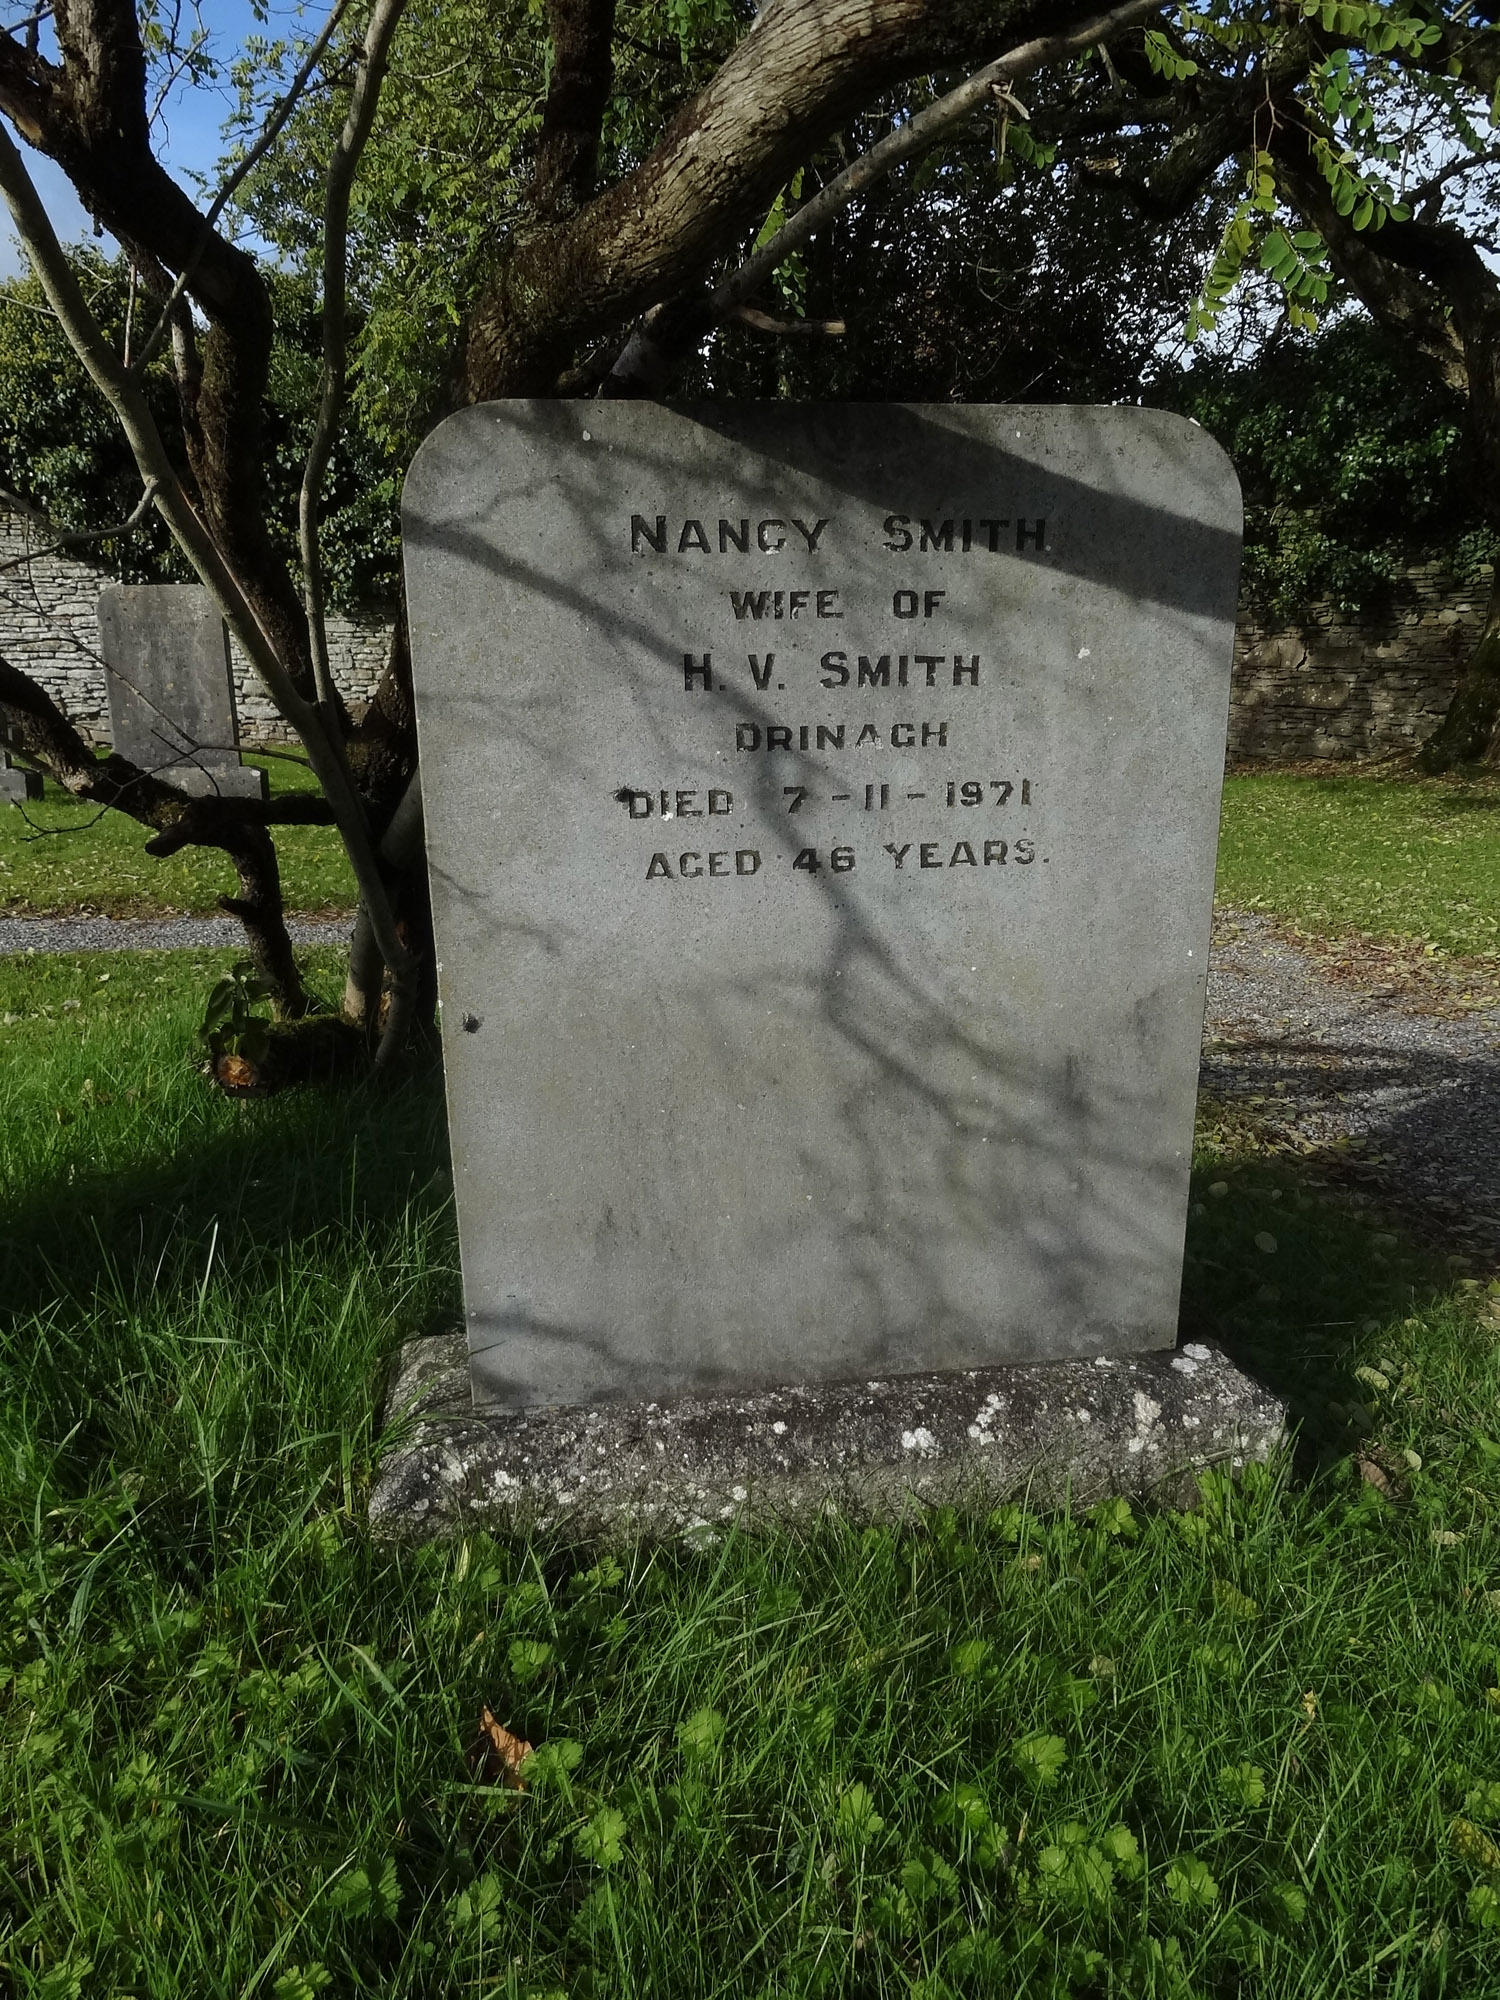 NANCY SMITH
WIFE OF
H. V. SMITH
DRINAGH
DIED 7-11-1971
AGED 46 YEARS.